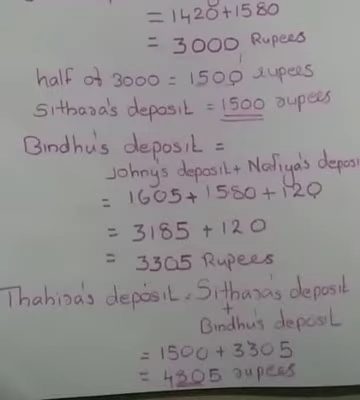 = 1420+1580
= 3000 Rupees
half of 3000 = 1500 rupees
Sithara's deposit = 1500 rupees
Bindhu's deposit =
Johny's deposit + Nafiya's deposi
= 1605 + 1580 + 120
= 3185 + 120
= 3305 Rupees
Thahira's deposit = Sithara's deposit
+
Bindhu's deposit
= 1500 + 3305
= 4805 rupees